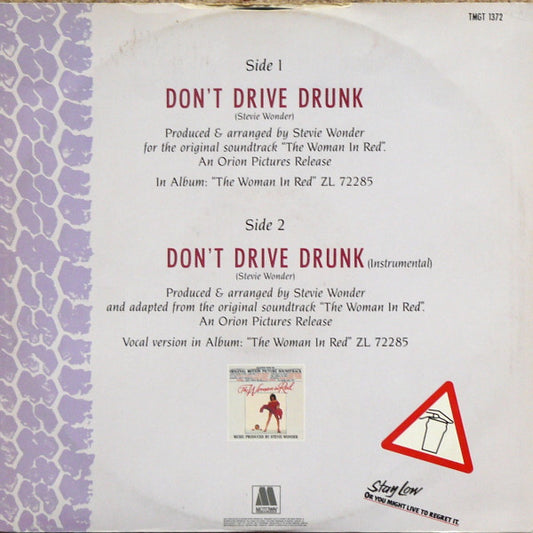 TMGT 1372
Side 1
DON'T DRIVE DRUNK
(Stevie Wonder)
Produced & arranged by Stevie Wonder
for the original soundtrack "The Woman In Red".
An Orion Pictures Release
In Album: "The Woman In Red" ZL 72285
Side 2
DON'T DRIVE DRUNK (Instrumental)
(Stevie Wonder)
Produced & arranged by Stevie Wonder
and adapted from the original soundtrack "The Woman In Red".
An Orion Pictures Release
Vocal version in Album: "The Woman In Red" ZL 72285
ORIGINAL MOTION PICTURE SOUNDTRACK
The Woman in Red
MUSIC PRODUCED BY STEVIE WONDER
Stay Low
OR YOU MIGHT LIVE TO REGRET IT.
M
MOTOWN